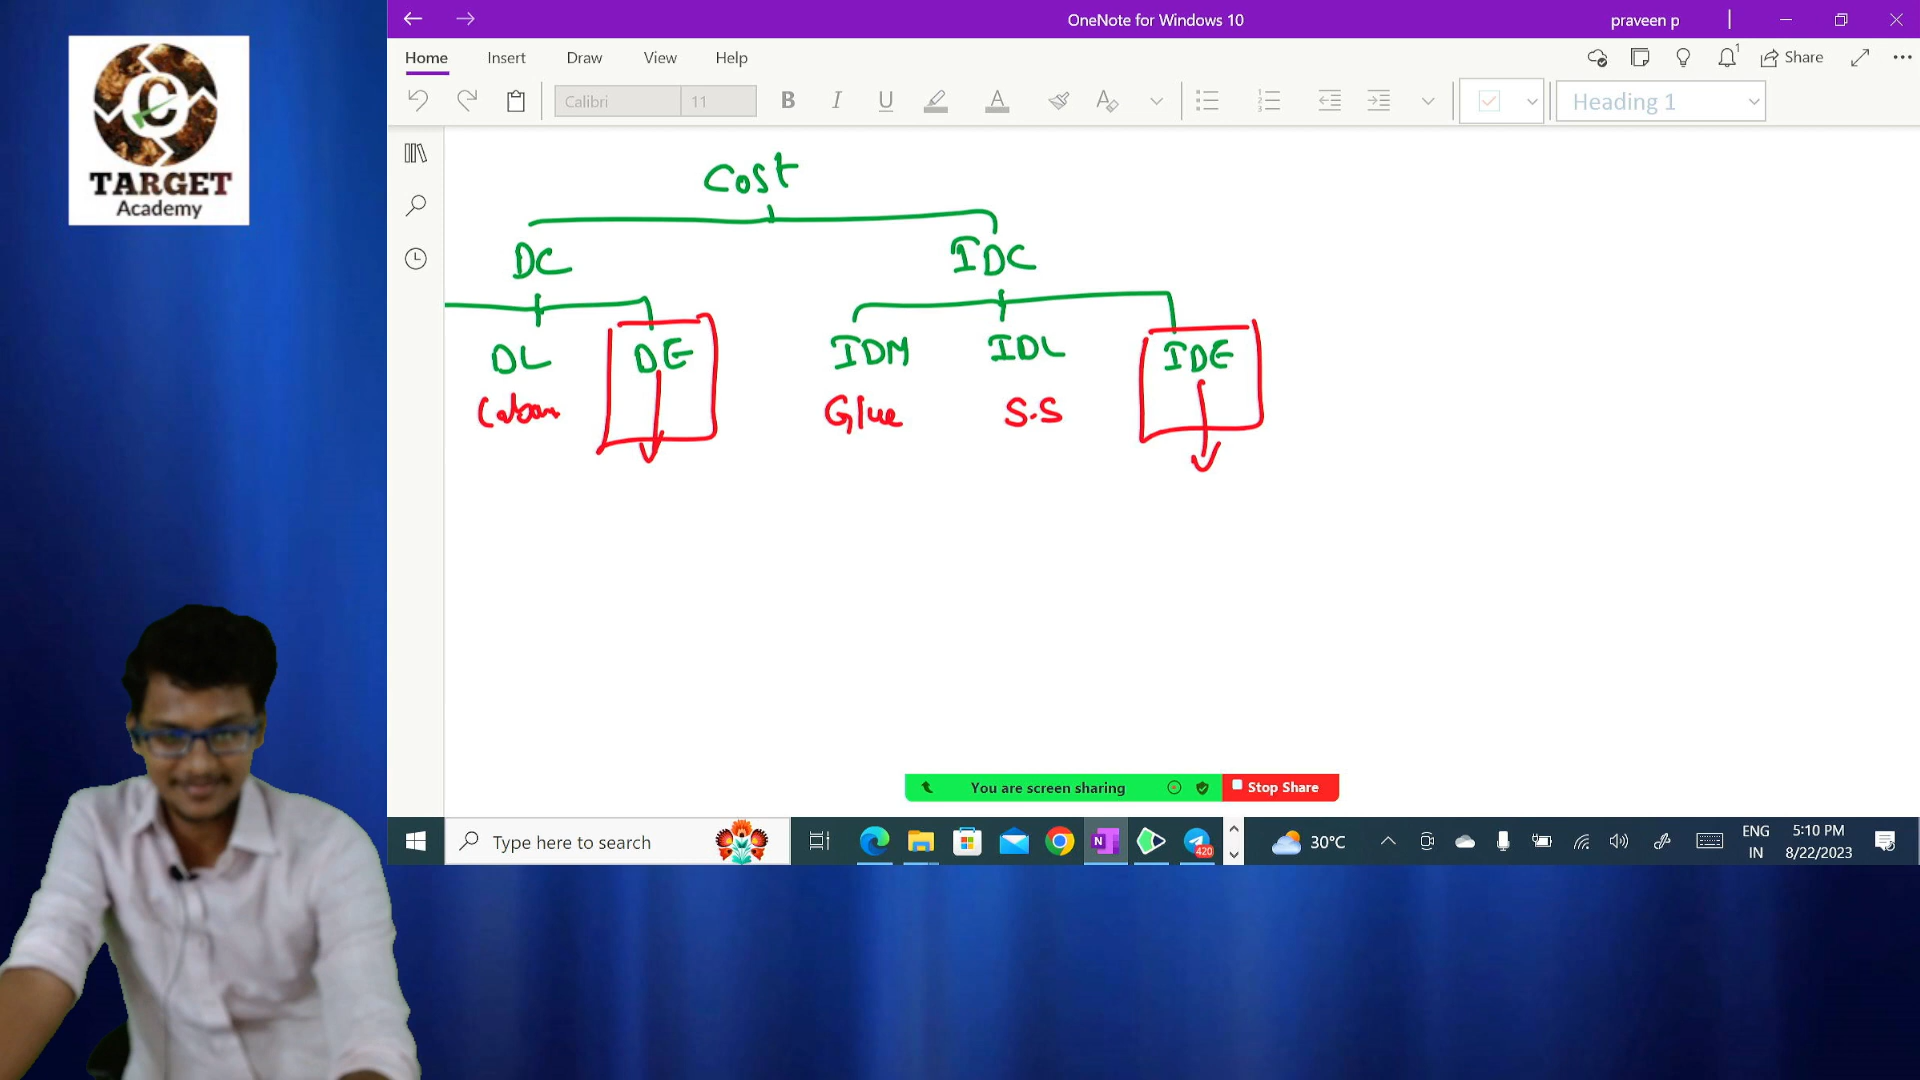 OneNote for Windows 10
praveen p
Home Insert Draw View Help
1
Share
Calibri
11
B I U
Heading 1
TARGET
Academy
Cost
DC IDC
DL DE IDM IDL IDE
Glue S.S
You are screen sharing
Stop Share
Type here to search
420
30°C
ENG
IN
5:10 PM
8/22/2023